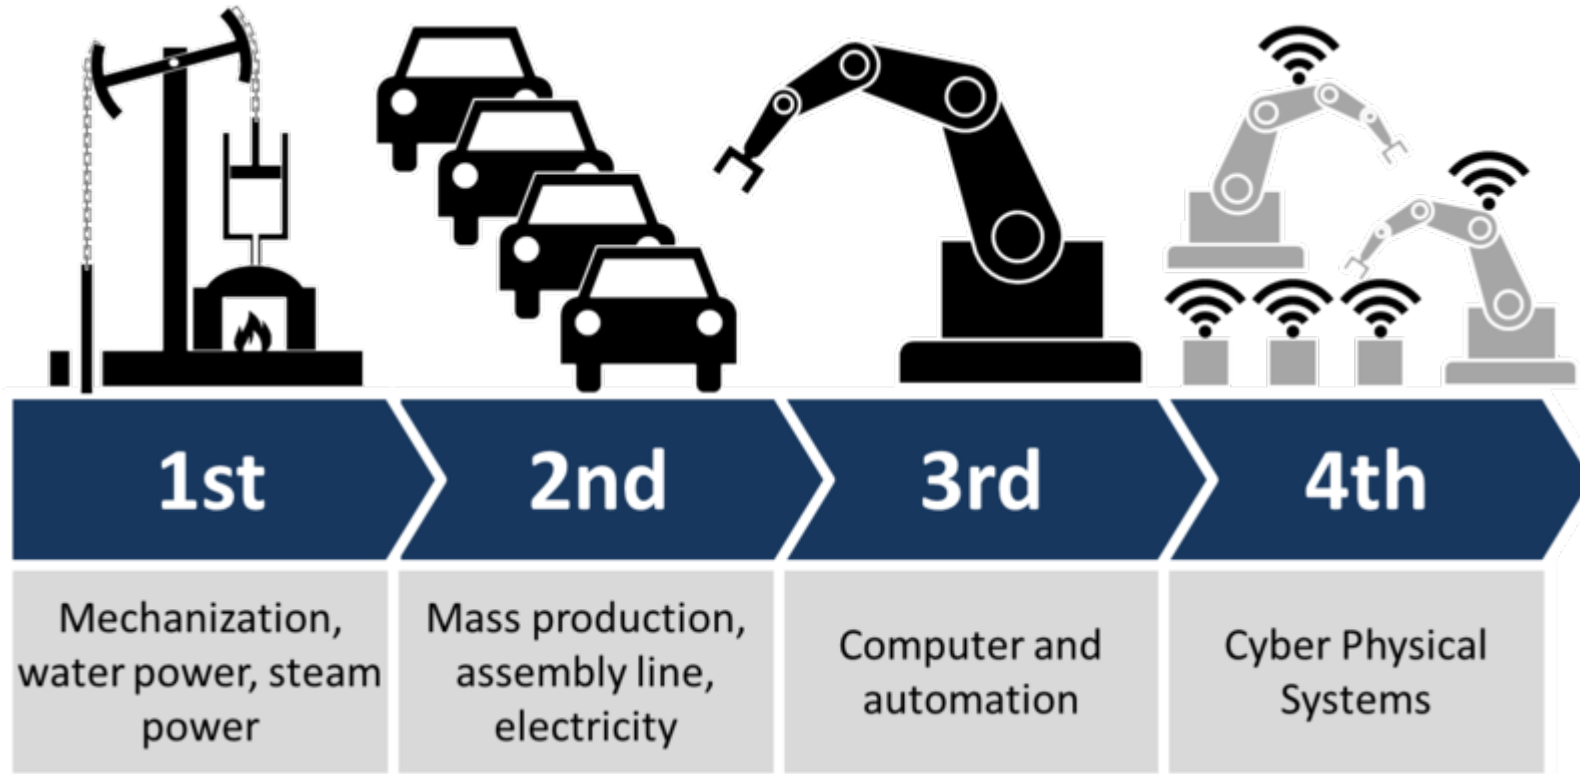 1st
2nd
3rd
4th
Mechanization,
water power, steam
power
Mass production,
assembly line,
electricity
Computer and
automation
Cyber Physical
Systems